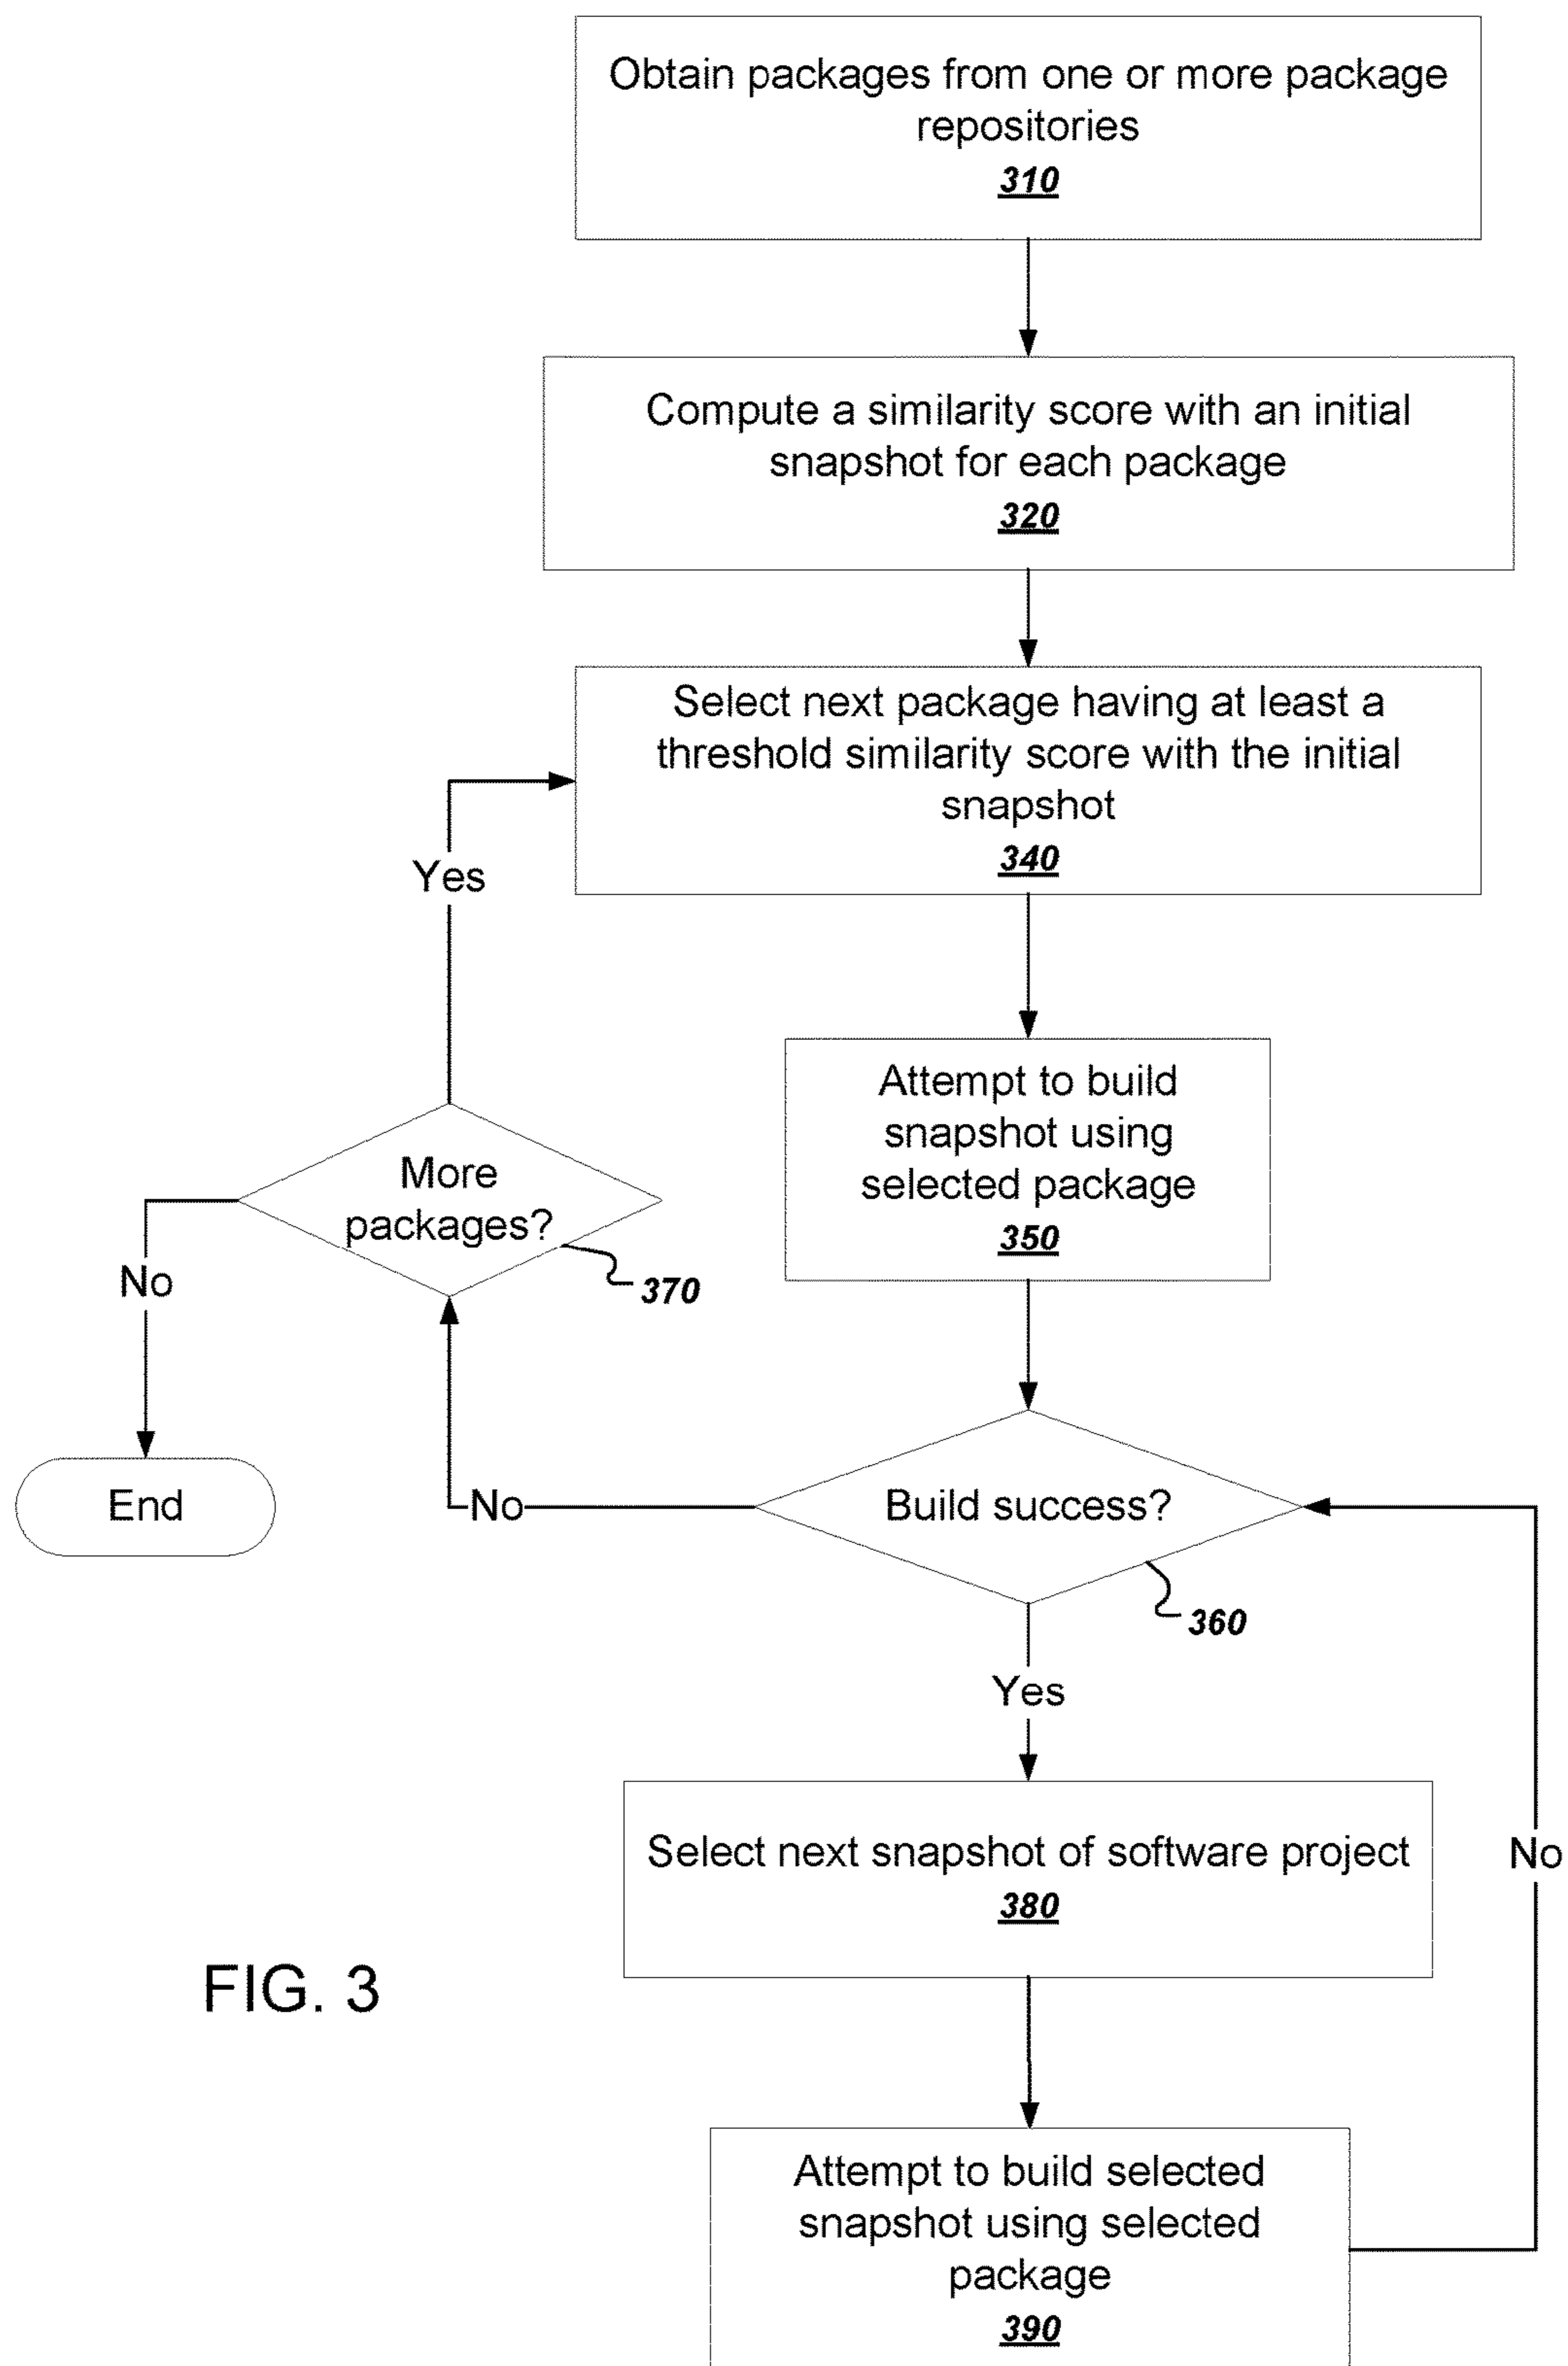 Obtain packages from one or more package
repositories
310
Compute a similarity score with an initial
snapshot for each package
320
Select next package having at least a
threshold similarity score with the initial
snapshot
340
Yes
Attempt to build
snapshot using
selected package
350
More
packages?
370
No
End
No
Build success?
360
Yes
Select next snapshot of software project
380
No
FIG. 3
Attempt to build selected
snapshot using selected
package
390